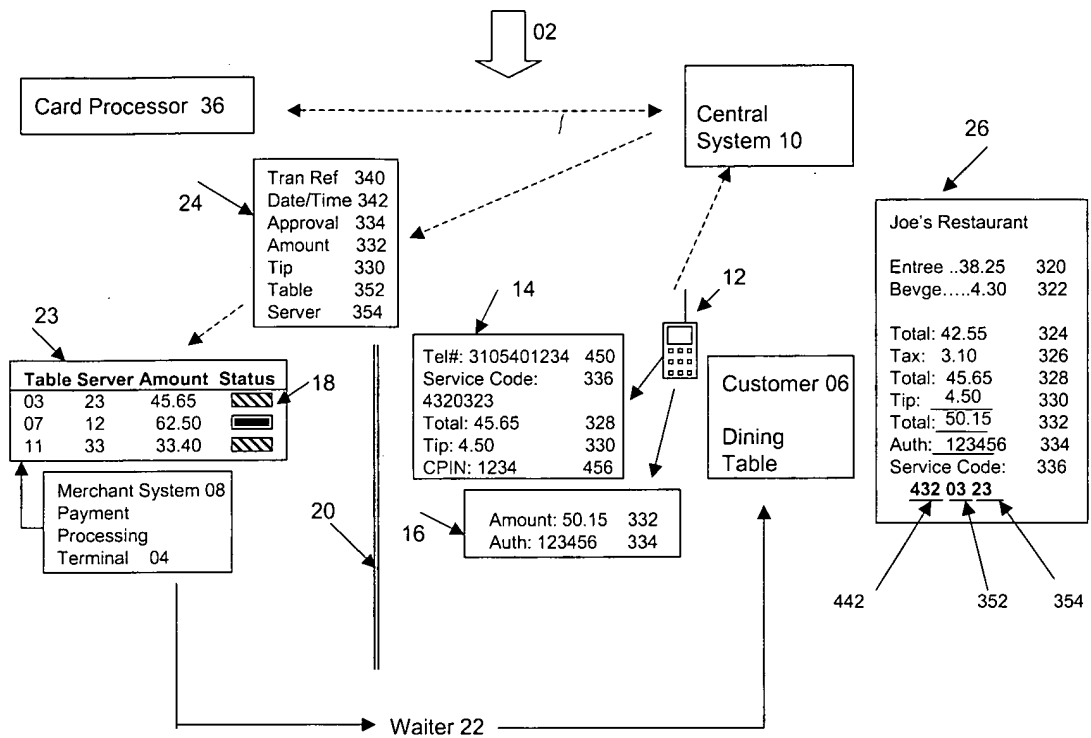 02
Card Processor 36
Central
System 10
26
24
Tran Ref 340
Date/Time 342
Approval 334
Amount 332
Tip 330
Table 352
Server 354
Joe's Restaurant
Entree ..38.25 320
Bevge.....4.30 322
Total: 42.55 324
Tax: 3.10 326
Total: 45.65 328
Tip: 4.50 330
Total: 50.15 332
Auth: 123456 334
Service Code: 336
432 03 23
442 352 354
14
12
Tel#: 3105401234 450
Service Code: 336
4320323
Total: 45.65 328
Tip: 4.50 330
CPIN: 1234 456
Customer 06
Dining
Table
23
Table Server Amount Status
03 23 45.65
07 12 62.50
11 33 33.40
18
Merchant System 08
Payment
Processing
Terminal 04
20
16
Amount: 50.15 332
Auth: 123456 334
Waiter 22